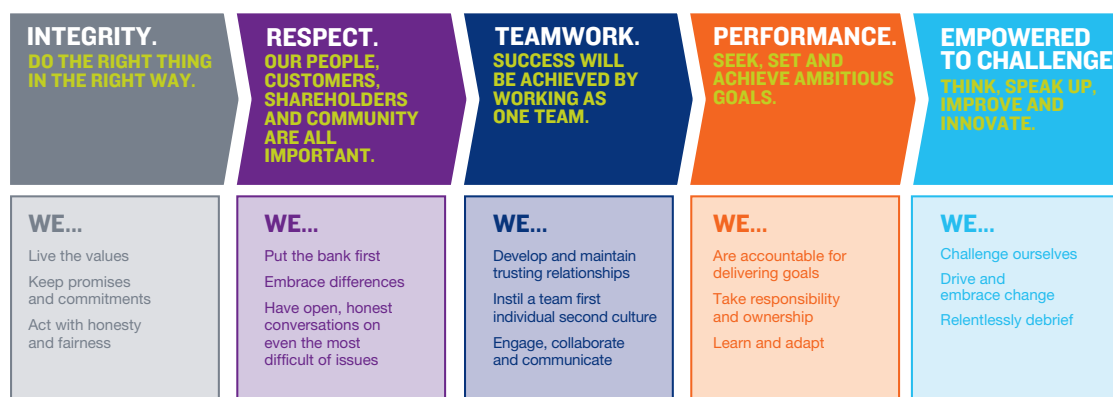 INTEGRITY.
DO THE RIGHT THING
IN THE RIGHT WAY.
RESPECT.
OUR PEOPLE,
CUSTOMERS,
SHAREHOLDERS
AND COMMUNITY
ARE ALL
IMPORTANT.
TEAMWORK.
SUCCESS WILL
BE ACHIEVED BY
WORKING AS
ONE TEAM.
PERFORMANCE.
SEEK, SET AND
ACHIEVE AMBITIOUS
GOALS.
EMPOWERED
TO CHALLENGE
THINK, SPEAK UP,
IMPROVE AND
INNOVATE.
WE...
Live the values
Keep promises
and commitments
Act with honesty
and fairness
WE...
Put the bank first
Embrace differences
Have open, honest
conversations on
even the most
difficult of issues
WE...
Develop and maintain
trusting relationships
Instil a team first
individual second culture
Engage, collaborate
and communicate
WE...
Are accountable for
delivering goals
Take responsibility
and ownership
Learn and adapt
WE...
Challenge ourselves
Drive and
embrace change
Relentlessly debrief